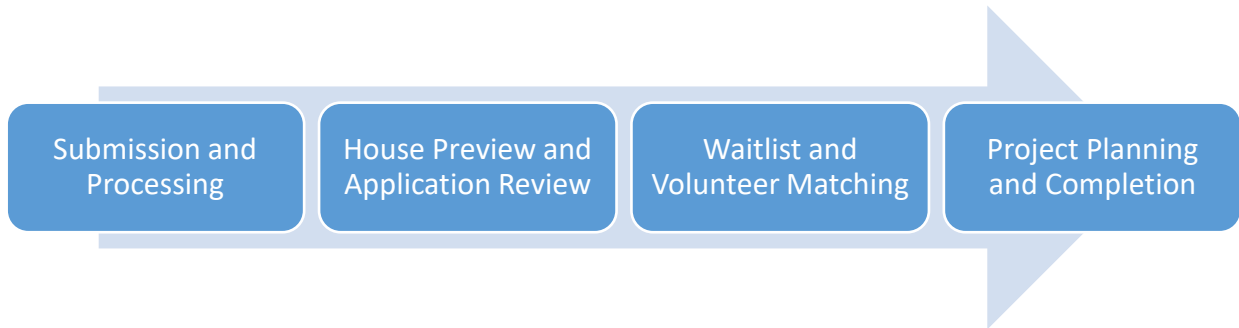 Submission and
Processing
House Preview and
Application Review
Waitlist and
Volunteer Matching
Project Planning
and Completion